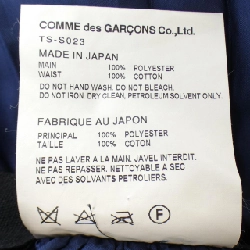 COMME des GARÇONS Co.,Ltd.
TS-S023
MADE IN JAPAN
MAIN 100% POLYESTER
WAIST 100% COTTON
DO NOT HAND WASH. DO NOT BLEACH.
DO NOT IRON.DRY CLEAN, PETROLEUM SOLVENT ONLY.
FABRIQUE AU JAPON
PRINCIPAL 100% POLYESTER
TAILLE 100% COTTON
NE PAS LAVER A LA MAIN. JAVEL INTERDIT.
NE PAS REPASSER. NETTOYABLE A SEC
AVEC DES SOLVANTS PETROLIERS.
F